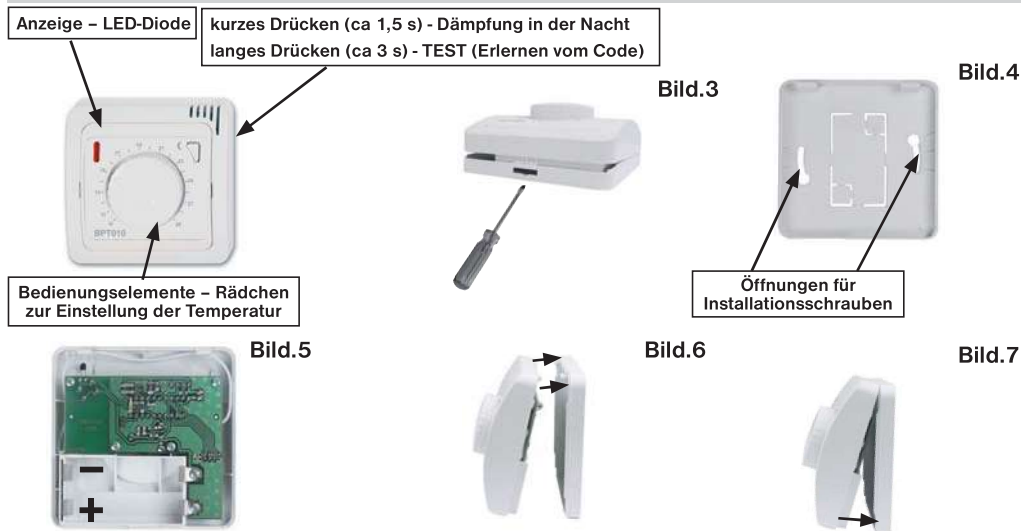 Anzeige – LED-Diode
kurzes Drücken (ca 1,5 s) - Dämpfung in der Nacht
langes Drücken (ca 3 s) - TEST (Erlernen vom Code)
Bild.3
Bild.4
BPT010
Bedienungselemente – Rädchen
zur Einstellung der Temperatur
Öffnungen für
Installationsschrauben
Bild.5
Bild.6
Bild.7
−
+